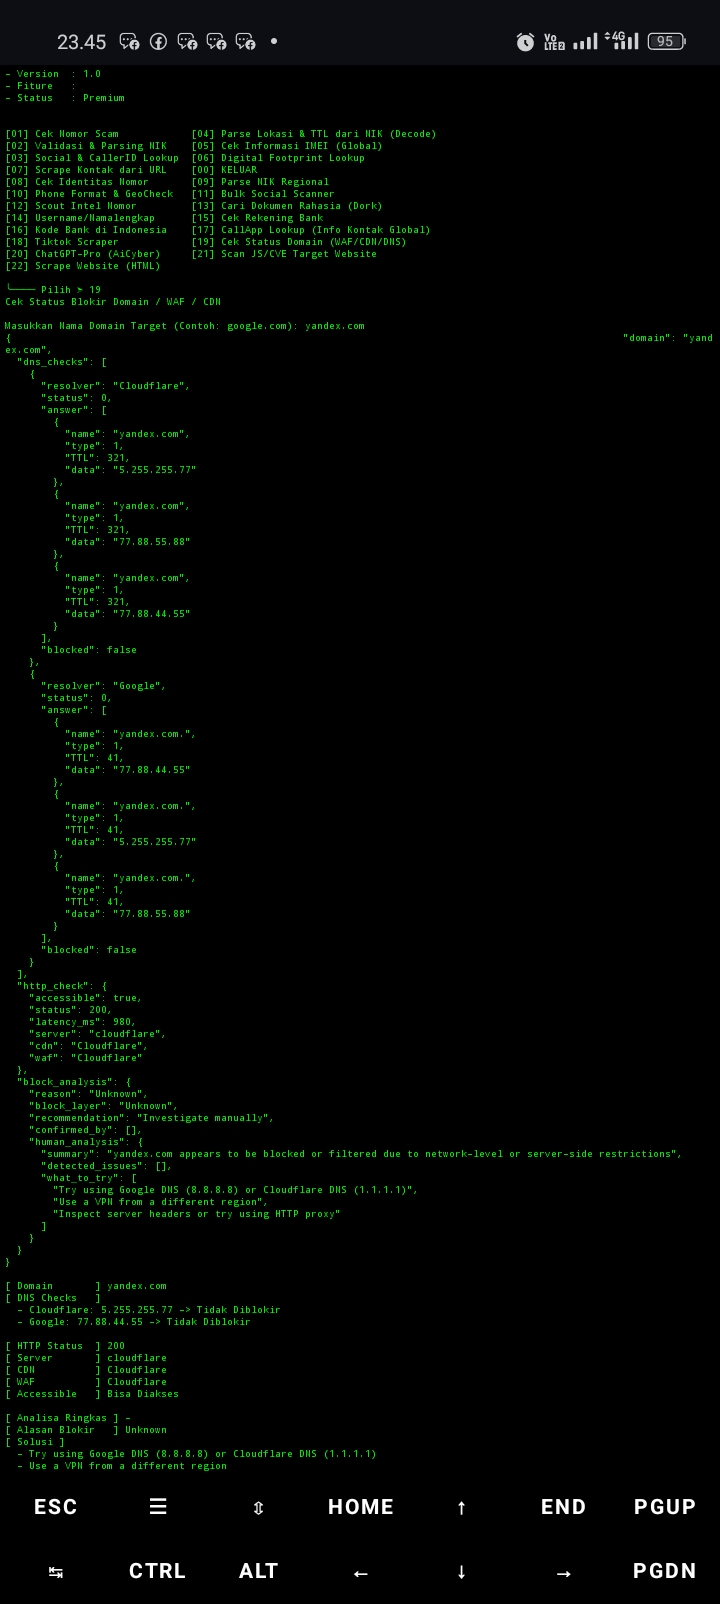 23.45
Vo
LTE2
4G
95
- Version  : 1.0
- Fiture   :
- Status   : Premium
[01] Cek Nomor Scam            [04] Parse Lokasi & TTL dari NIK (Decode)
[02] Validasi & Parsing NIK    [05] Cek Informasi IMEI (Global)
[03] Social & CallerID Lookup  [06] Digital Footprint Lookup
[07] Scrape Kontak dari URL    [00] KELUAR
[08] Cek Identitas Nomor       [09] Parse NIK Regional
[10] Phone Format & GeoCheck   [11] Bulk Social Scanner
[12] Scout Intel Nomor         [13] Cari Dokumen Rahasia (Dork)
[14] Username/Namalengkap      [15] Cek Rekening Bank
[16] Kode Bank di Indonesia    [17] CallApp Lookup (Info Kontak Global)
[18] Tiktok Scraper            [19] Cek Status Domain (WAF/CDN/DNS)
[20] ChatGPT-Pro (AiCyber)     [21] Scan JS/CVE Target Website
[22] Scrape Website (HTML)
╰──── Pilih ➣ 19
Cek Status Blokir Domain / WAF / CDN
Masukkan Nama Domain Target (Contoh: google.com): yandex.com
{                                                  "domain": "yand
ex.com",
  "dns_checks": [
    {
      "resolver": "Cloudflare",
      "status": 0,
      "answer": [
        {
          "name": "yandex.com",
          "type": 1,
          "TTL": 321,
          "data": "5.255.255.77"
        },
        {
          "name": "yandex.com",
          "type": 1,
          "TTL": 321,
          "data": "77.88.55.88"
        },
        {
          "name": "yandex.com",
          "type": 1,
          "TTL": 321,
          "data": "77.88.44.55"
        }
      ],
      "blocked": false
    },
    {
      "resolver": "Google",
      "status": 0,
      "answer": [
        {
          "name": "yandex.com.",
          "type": 1,
          "TTL": 41,
          "data": "77.88.44.55"
        },
        {
          "name": "yandex.com.",
          "type": 1,
          "TTL": 41,
          "data": "5.255.255.77"
        },
        {
          "name": "yandex.com.",
          "type": 1,
          "TTL": 41,
          "data": "77.88.55.88"
        }
      ],
      "blocked": false
    }
  ],
  "http_check": {
    "accessible": true,
    "status": 200,
    "latency_ms": 980,
    "server": "cloudflare",
    "cdn": "Cloudflare",
    "waf": "Cloudflare"
  },
  "block_analysis": {
    "reason": "Unknown",
    "block_layer": "Unknown",
    "recommendation": "Investigate manually",
    "confirmed_by": [],
    "human_analysis": {
      "summary": "yandex.com appears to be blocked or filtered due to network-level or server-side restrictions",
      "detected_issues": [],
      "what_to_try": [
        "Try using Google DNS (8.8.8.8) or Cloudflare DNS (1.1.1.1)",
        "Use a VPN from a different region",
        "Inspect server headers or try using HTTP proxy"
      ]
    }
  }
}
[ Domain       ] yandex.com
[ DNS Checks   ]
  - Cloudflare: 5.255.255.77 -> Tidak Diblokir
  - Google: 77.88.44.55 -> Tidak Diblokir
[ HTTP Status  ] 200
[ Server       ] cloudflare
[ CDN          ] Cloudflare
[ WAF          ] Cloudflare
[ Accessible   ] Bisa Diakses
[ Analisa Ringkas ] -
[ Alasan Blokir   ] Unknown
[ Solusi ]
  - Try using Google DNS (8.8.8.8) or Cloudflare DNS (1.1.1.1)
  - Use a VPN from a different region
ESC ☰ ⇳ HOME ↑ END PGUP
↹ CTRL ALT ← ↓ → PGDN